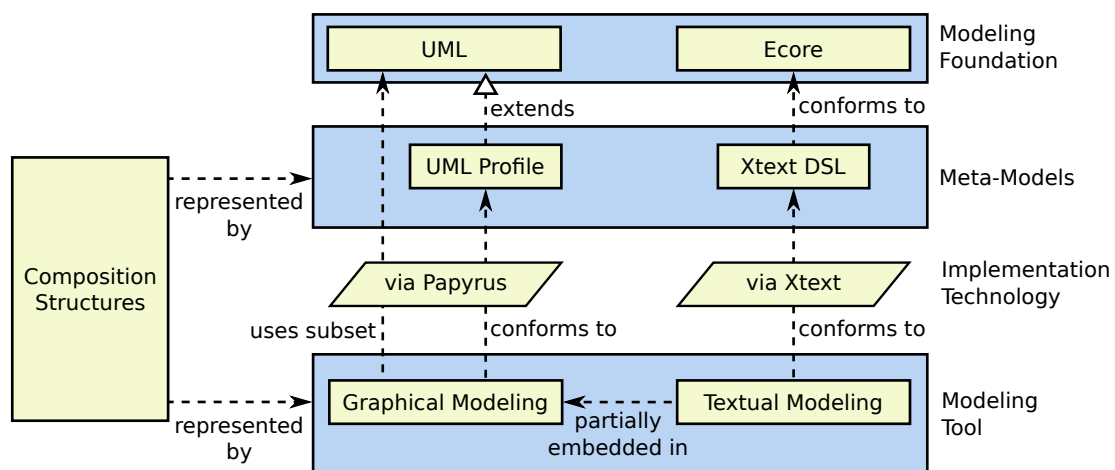 UML
Ecore
Modeling
Foundation
extends
conforms to
UML Profile
Xtext DSL
Meta-Models
represented
by
Composition
Structures
via Papyrus
via Xtext
Implementation
Technology
uses subset
conforms to
conforms to
Graphical Modeling
Textual Modeling
Modeling
Tool
partially
embedded in
represented
by